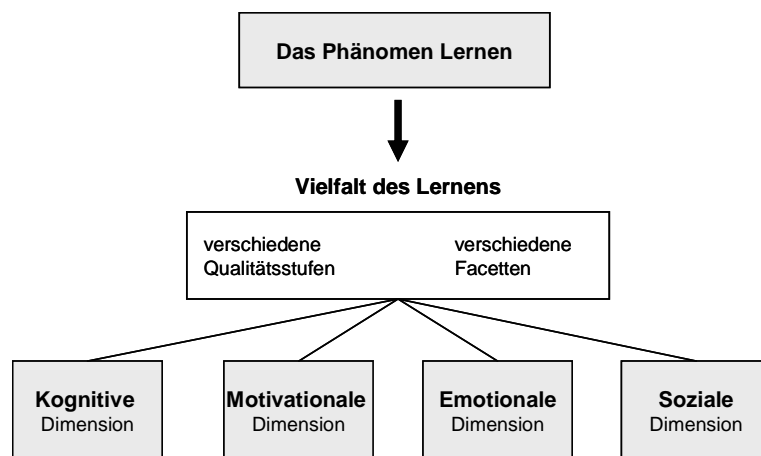 Das Phänomen Lernen
Vielfalt des Lernens
verschiedene
Qualitätsstufen
verschiedene
Facetten
Kognitive
Dimension
Motivationale
Dimension
Emotionale
Dimension
Soziale
Dimension